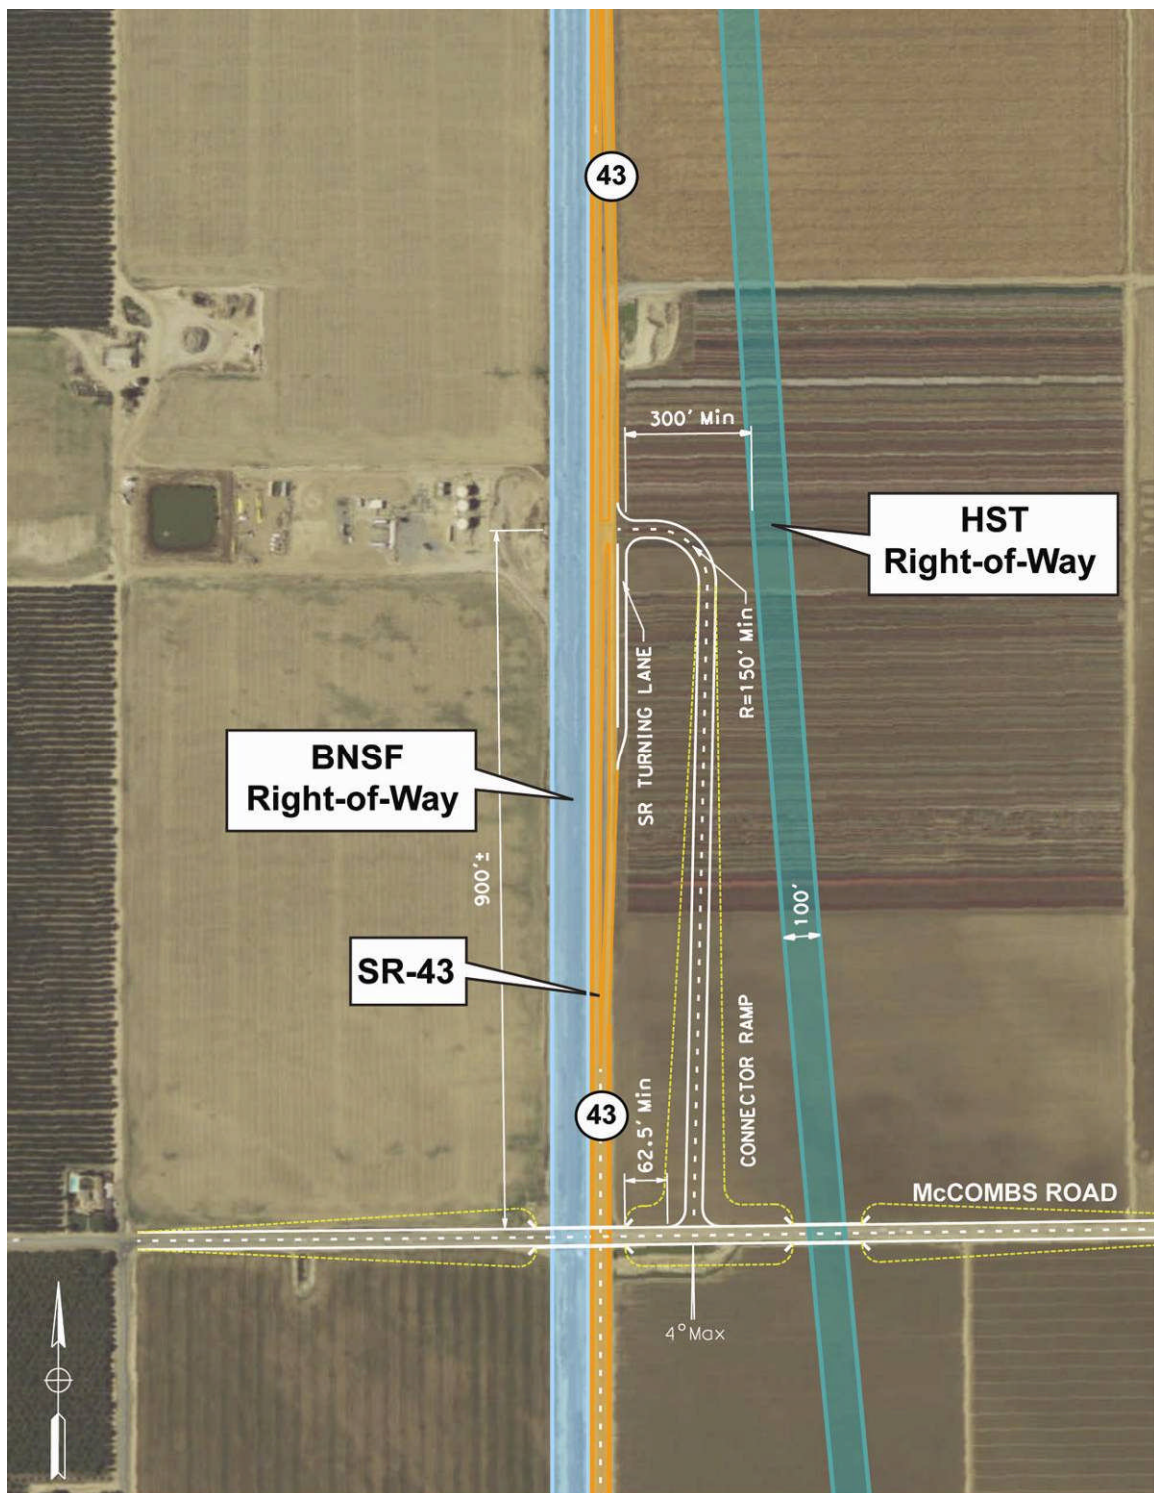 43
300' Min
HST
Right-of-Way
R=150' Min
SR TURNING LANE
BNSF
Right-of-Way
900'±
100'
SR-43
CONNECTOR RAMP
43
62.5' Min
McCOMBS ROAD
4°Max